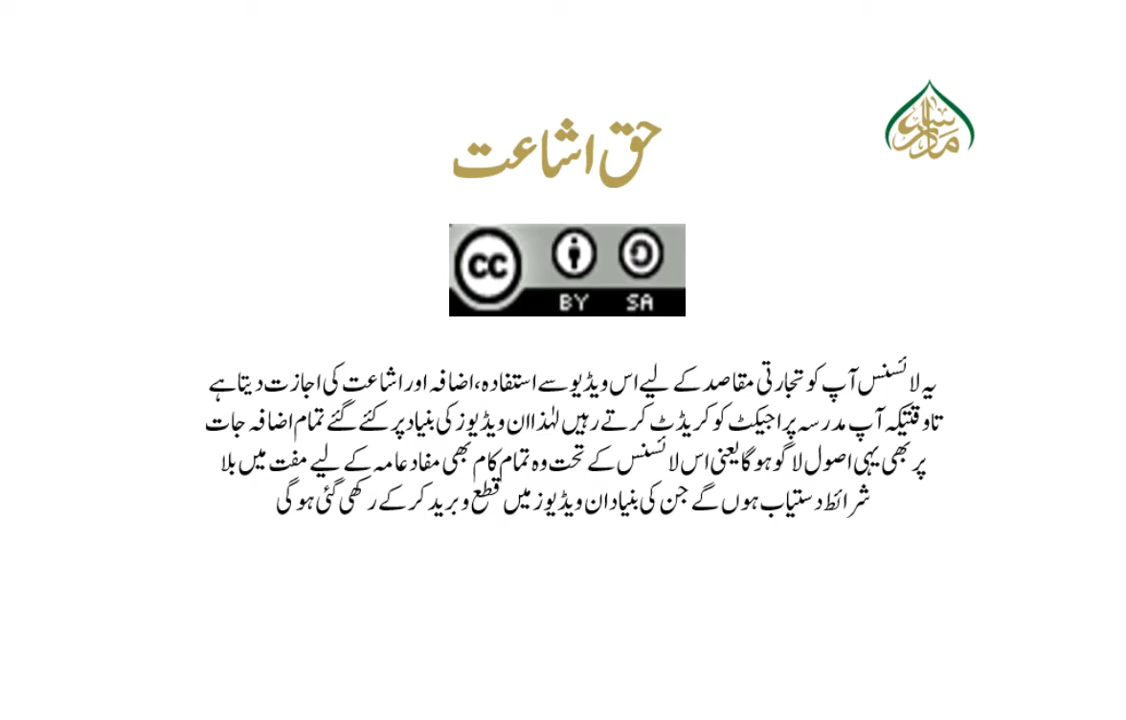 مدرسہ
حق اشاعت
cc
BY SA
یہ لائسنس آپ کو تجارتی مقاصد کے لیے اس ویڈیو سے استفادہ، اضافہ اور اشاعت کی اجازت دیتا ہے
تاوقتیکہ آپ مدرسہ پراجیکٹ کو کریڈٹ کرتے رہیں لہٰذا ان ویڈیوز کی بنیاد پر کئے گئے تمام اضافہ جات
پر بھی یہی اصول لاگو ہوگا یعنی اس لائسنس کے تحت وہ تمام کام بھی مفاد عامہ کے لیے مفت میں بلا
شرائط دستیاب ہوں گے جن کی بنیاد ان ویڈیوز میں قطع و برید کر کے رکھی گئی ہوگی